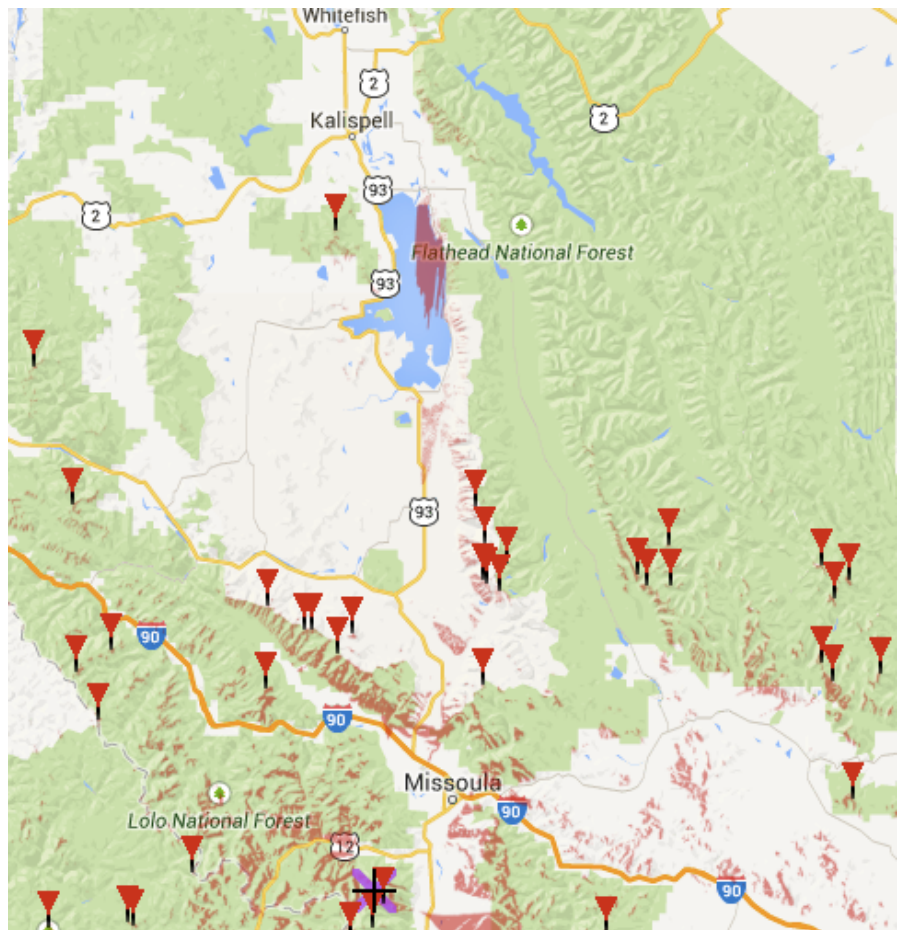 Whitefish
2
Kalispell
2
93
2
Flathead National Forest
93
93
90
90
Missoula
90
Lolo National Forest
12
90